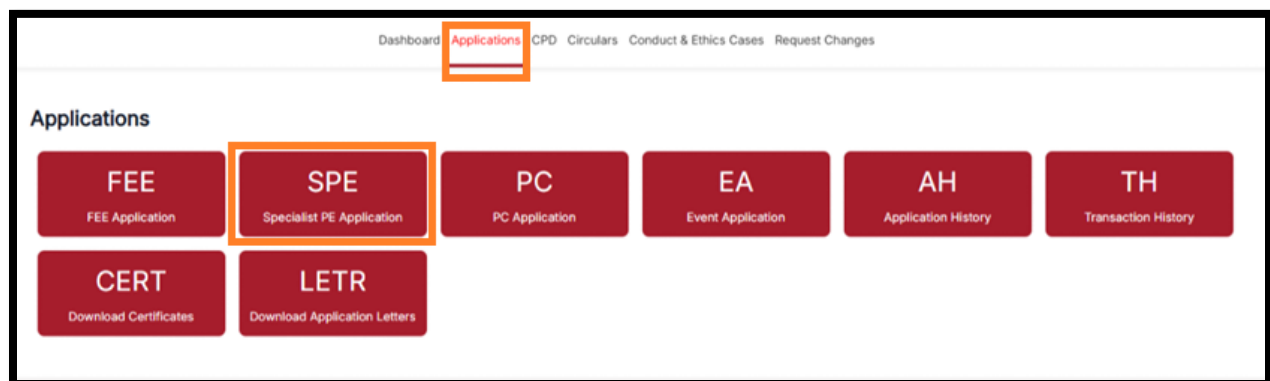 Dashboard Applications CPD Circulars Conduct & Ethics Cases Request Changes
Applications
FEE SPE PC EA AH TH
FEE Application Specialist PE Application PC Application Event Application Application History Transaction History
CERT LETR
Download Certificates Download Application Letters